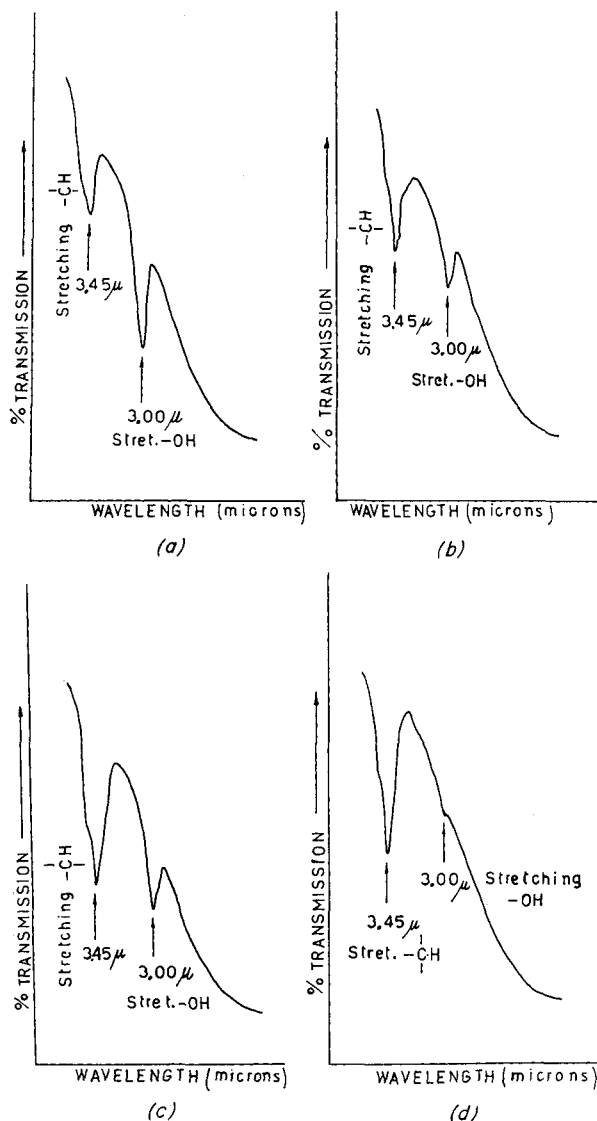 % TRANSMISSION
Stretching -CH
3.45μ
3.00μ
Stret.-OH
WAVELENGTH (microns)
(a)
% TRANSMISSION
Stretching -CH
3.45μ
3.00μ
Stret.-OH
WAVELENGTH (microns)
(b)
% TRANSMISSION
Stretching -CH
3.45μ
3.00μ
Stret.-OH
WAVELENGTH (microns)
(c)
% TRANSMISSION
3.00μ
Stretching
-OH
3.45μ
Stret. -C.H
WAVELENGTH (microns)
(d)